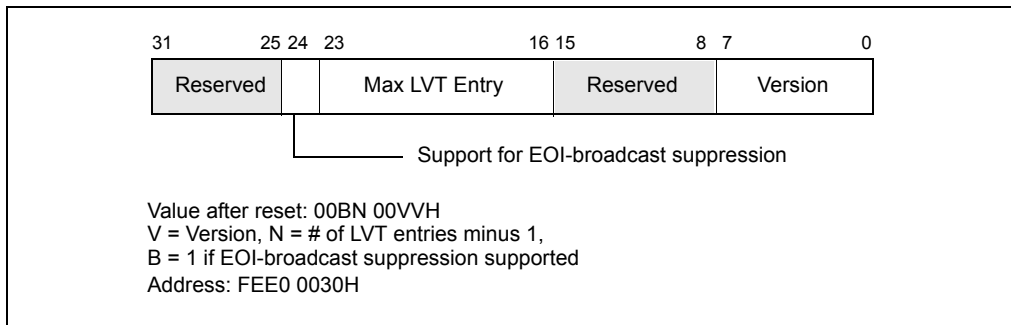 31 25 24 23 16 15 8 7 0
Reserved Max LVT Entry Reserved Version
Support for EOI-broadcast suppression
Value after reset: 00BN 00VVH
V = Version, N = # of LVT entries minus 1,
B = 1 if EOI-broadcast suppression supported
Address: FEE0 0030H